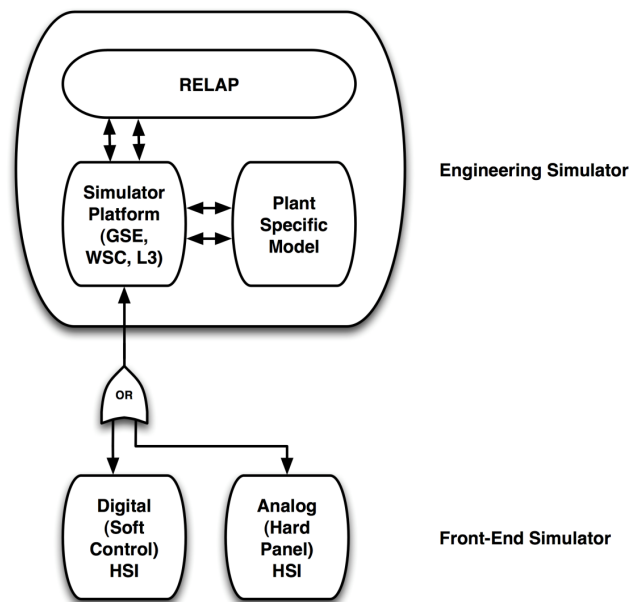 RELAP
Simulator
Platform
(GSE,
WSC, L3)
Plant
Specific
Model
Engineering Simulator
OR
Digital
(Soft
Control)
HSI
Analog
(Hard
Panel)
HSI
Front-End Simulator